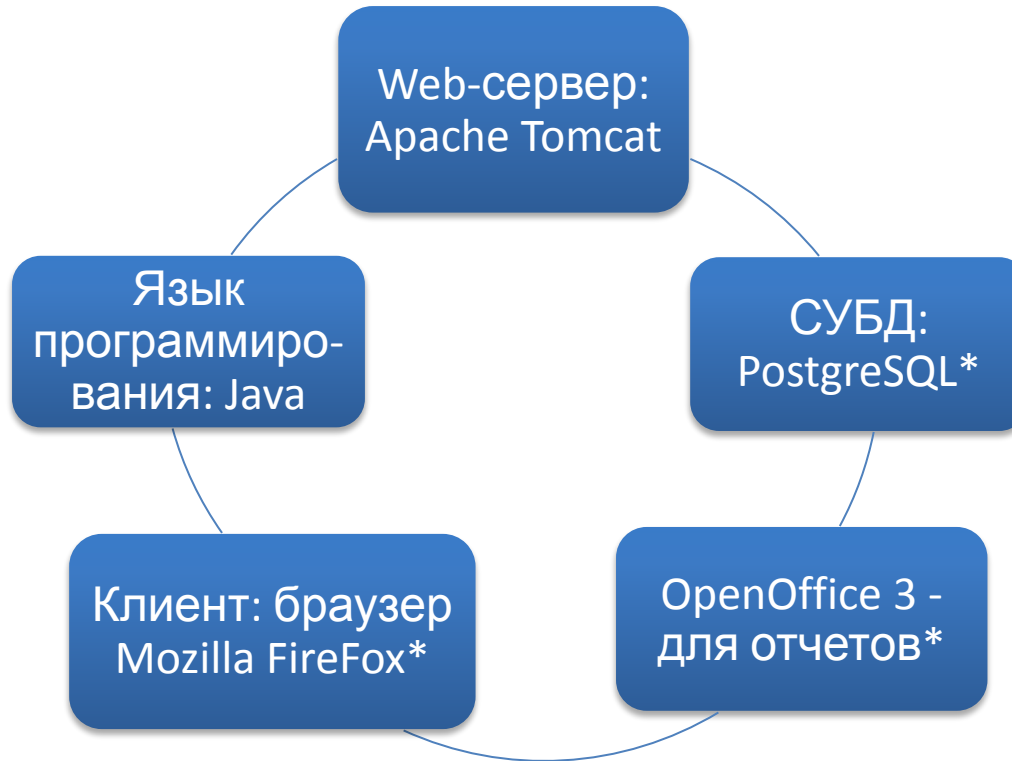 Web-сервер:
Apache Tomcat
СУБД:
PostgreSQL*
OpenOffice 3 -
для отчетов*
Клиент: браузер
Mozilla FireFox*
Язык
программиро-
вания: Java